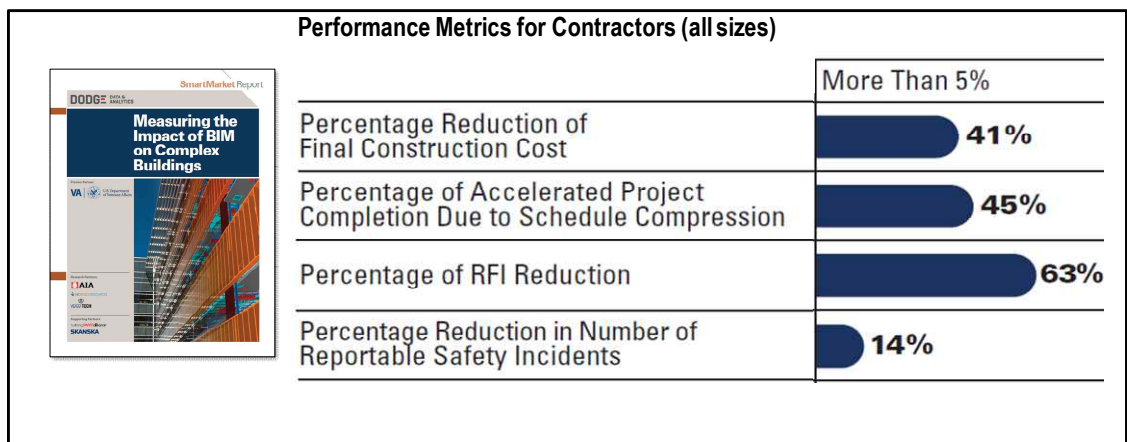 Performance Metrics for Contractors (all sizes)
SmartMarket Report
DODGE DATA & ANALYTICS
Measuring the
Impact of BIM
on Complex
Buildings
VA
U.S. Department
of Veterans Affairs
AIA
SKANSKA
More Than 5%
Percentage Reduction of
Final Construction Cost
41%
Percentage of Accelerated Project
Completion Due to Schedule Compression
45%
Percentage of RFI Reduction
63%
Percentage Reduction in Number of
Reportable Safety Incidents
14%